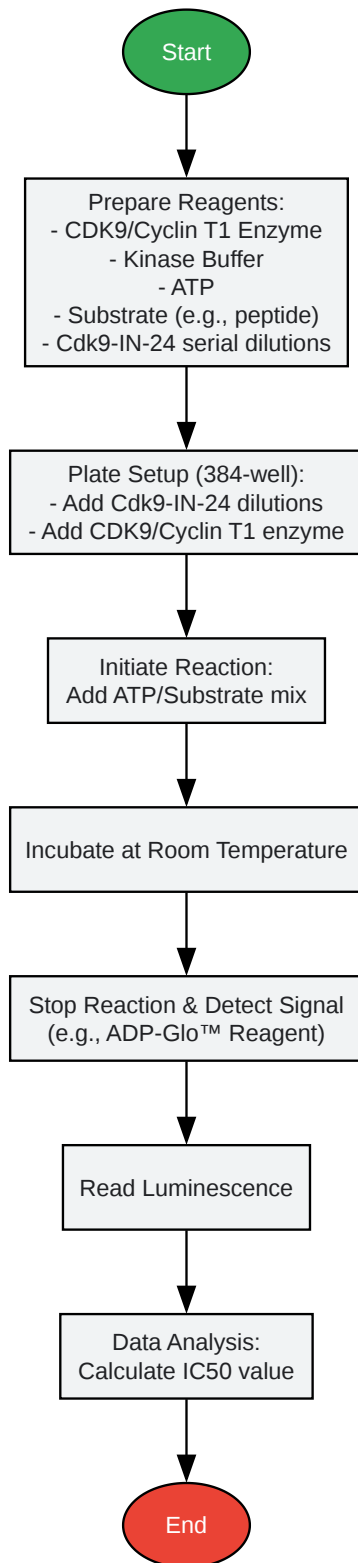 Start
Prepare Reagents:
- CDK9/Cyclin T1 Enzyme
- Kinase Buffer
- ATP
- Substrate (e.g., peptide)
- Cdk9-IN-24 serial dilutions
Plate Setup (384-well):
- Add Cdk9-IN-24 dilutions
- Add CDK9/Cyclin T1 enzyme
Initiate Reaction:
Add ATP/Substrate mix
Incubate at Room Temperature
Stop Reaction & Detect Signal
(e.g., ADP-Glo™ Reagent)
Read Luminescence
Data Analysis:
Calculate IC50 value
End